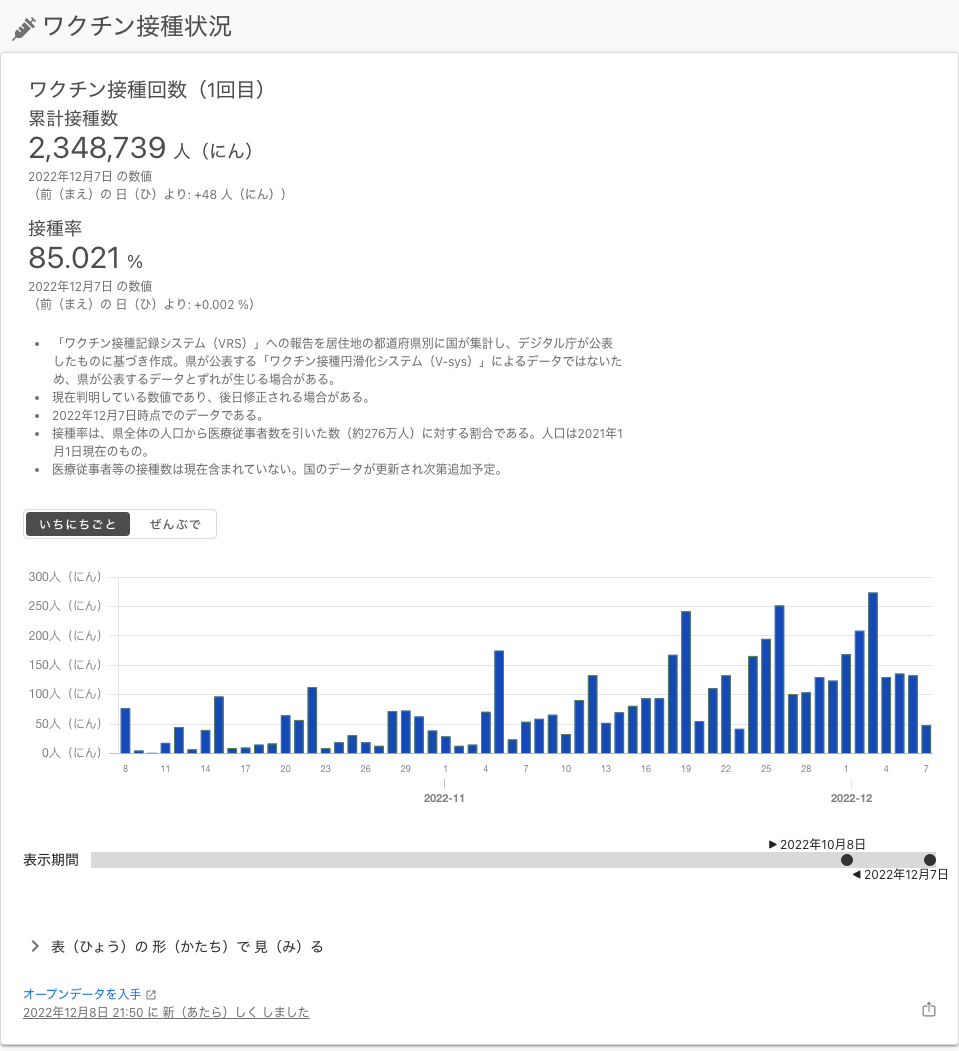 ワクチン接種状況
ワクチン接種回数（1回目）
累計接種数
2,348,739 人（にん）
2022年12月7日 の数値
（前（まえ）の 日（ひ）より: +48 人（にん））
接種率
85.021 %
2022年12月7日 の数値
（前（まえ）の 日（ひ）より: +0.002 %）
• 「ワクチン接種記録システム（VRS）」への報告を居住地の都道府県別に国が集計し、デジタル庁が公表
したものに基づき作成。県が公表する「ワクチン接種円滑化システム（V-sys）」によるデータではないた
め、県が公表するデータとずれが生じる場合がある。
• 現在判明している数値であり、後日修正される場合がある。
• 2022年12月7日時点でのデータである。
• 接種率は、県全体の人口から医療従事者数を引いた数（約276万人）に対する割合である。人口は2021年1
月1日現在のもの。
• 医療従事者等の接種数は現在含まれていない。国のデータが更新され次第追加予定。
いちにちごと ぜんぶで
300人（にん）
250人（にん）
200人（にん）
150人（にん）
100人（にん）
50人（にん）
0人（にん）
8 11 14 17 20 23 26 29 1 4 7 10 13 16 19 22 25 28 1 4 7
2022-11 2022-12
▶ 2022年10月8日
表示期間
◀ 2022年12月7日
表（ひょう）の 形（かたち）で 見（み）る
オープンデータを入手
2022年12月8日 21:50 に 新（あたら）しく しました